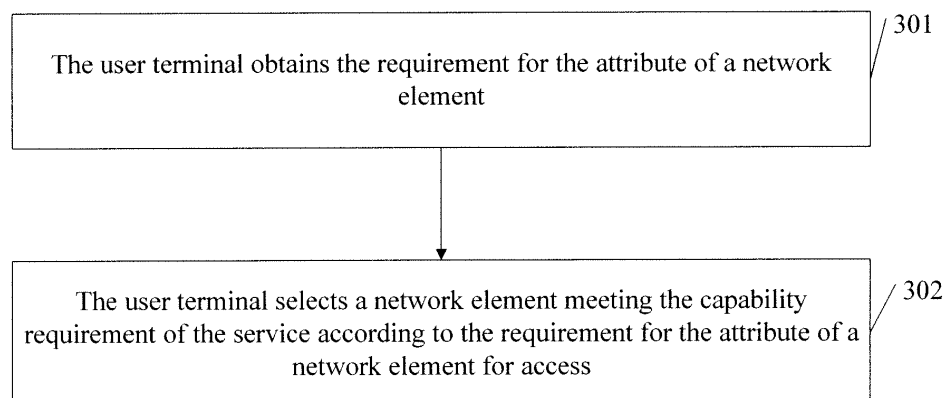 301
The user terminal obtains the requirement for the attribute of a network
element
302
The user terminal selects a network element meeting the capability
requirement of the service according to the requirement for the attribute of a
network element for access